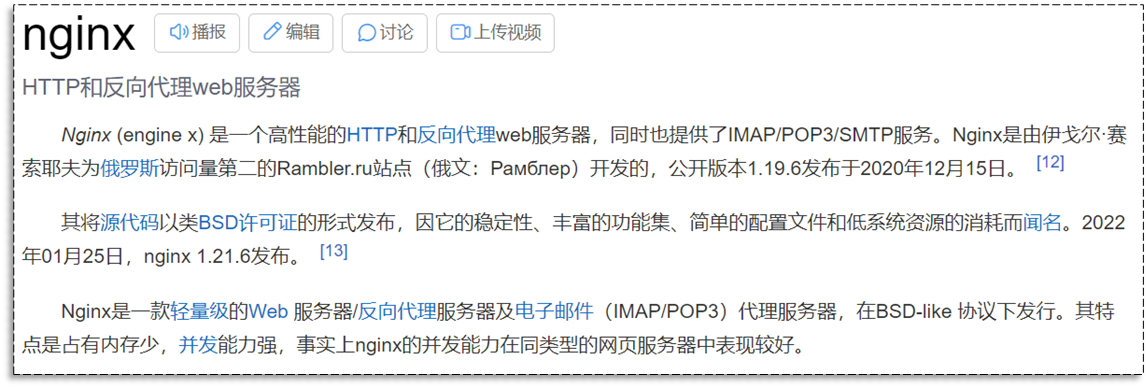 nginx 播报 编辑 讨论 上传视频
HTTP和反向代理web服务器
Nginx (engine x) 是一个高性能的HTTP和反向代理web服务器，同时也提供了IMAP/POP3/SMTP服务。Nginx是由伊戈尔·赛
索耶夫为俄罗斯访问量第二的Rambler.ru站点（俄文：Рамблер）开发的，公开版本1.19.6发布于2020年12月15日。 [12]
其将源代码以类BSD许可证的形式发布，因它的稳定性、丰富的功能集、简单的配置文件和低系统资源的消耗而闻名。2022
年01月25日，nginx 1.21.6发布。 [13]
Nginx是一款轻量级的Web 服务器/反向代理服务器及电子邮件（IMAP/POP3）代理服务器，在BSD-like 协议下发行。其特
点是占有内存少，并发能力强，事实上nginx的并发能力在同类型的网页服务器中表现较好。